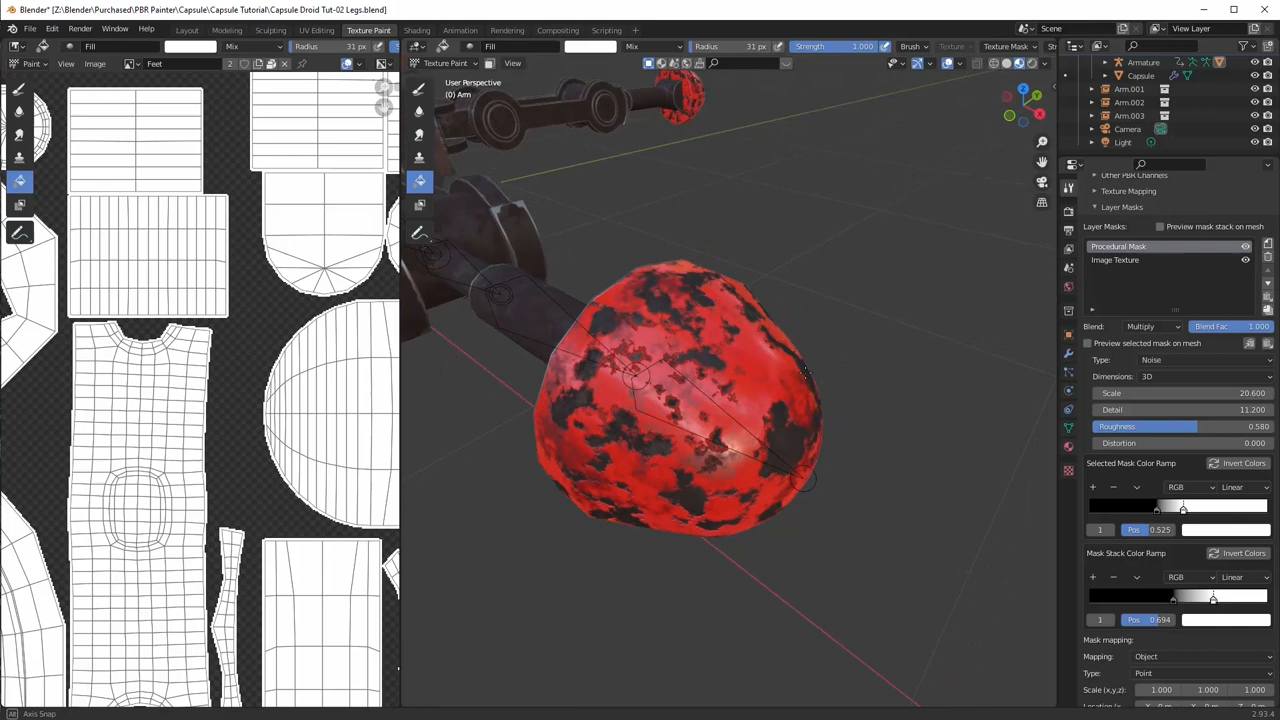 Blender* [Z:\Blender\Purchased\PBR Painter\Capsule\Capsule Tutorial\Capsule Droid Tut-02 Legs.blend]
File Edit Render Window Help Layout Modeling Sculpting UV Editing Texture Paint Shading Animation Rendering Compositing Scripting Scene View Layer
Fill Mix Radius 31 px Fill Mix Radius 31 px Strength 1.000 Brush Texture Texture Mask
Paint View Image Feet 2 Texture Paint View
User Perspective
(0) Arm
Armature
Capsule
Arm.001
Arm.002
Arm.003
Camera
Light
Other PBR Channels
Texture Mapping
Layer Masks
Layer Masks: Preview mask stack on mesh
Procedural Mask
Image Texture
Blend: Multiply Blend Fac 1.000
Preview selected mask on mesh
Type: Noise
Dimensions: 3D
Scale 20.600
Detail 11.200
Roughness 0.580
Distortion 0.000
Selected Mask Color Ramp Invert Colors
RGB Linear
1 Pos 0.525
Mask Stack Color Ramp Invert Colors
RGB Linear
1 Pos 0.694
Mask mapping:
Mapping: Object
Type: Point
Scale (x,y,z): 1.000 1.000 1.000
Axis Snap
2.93.4